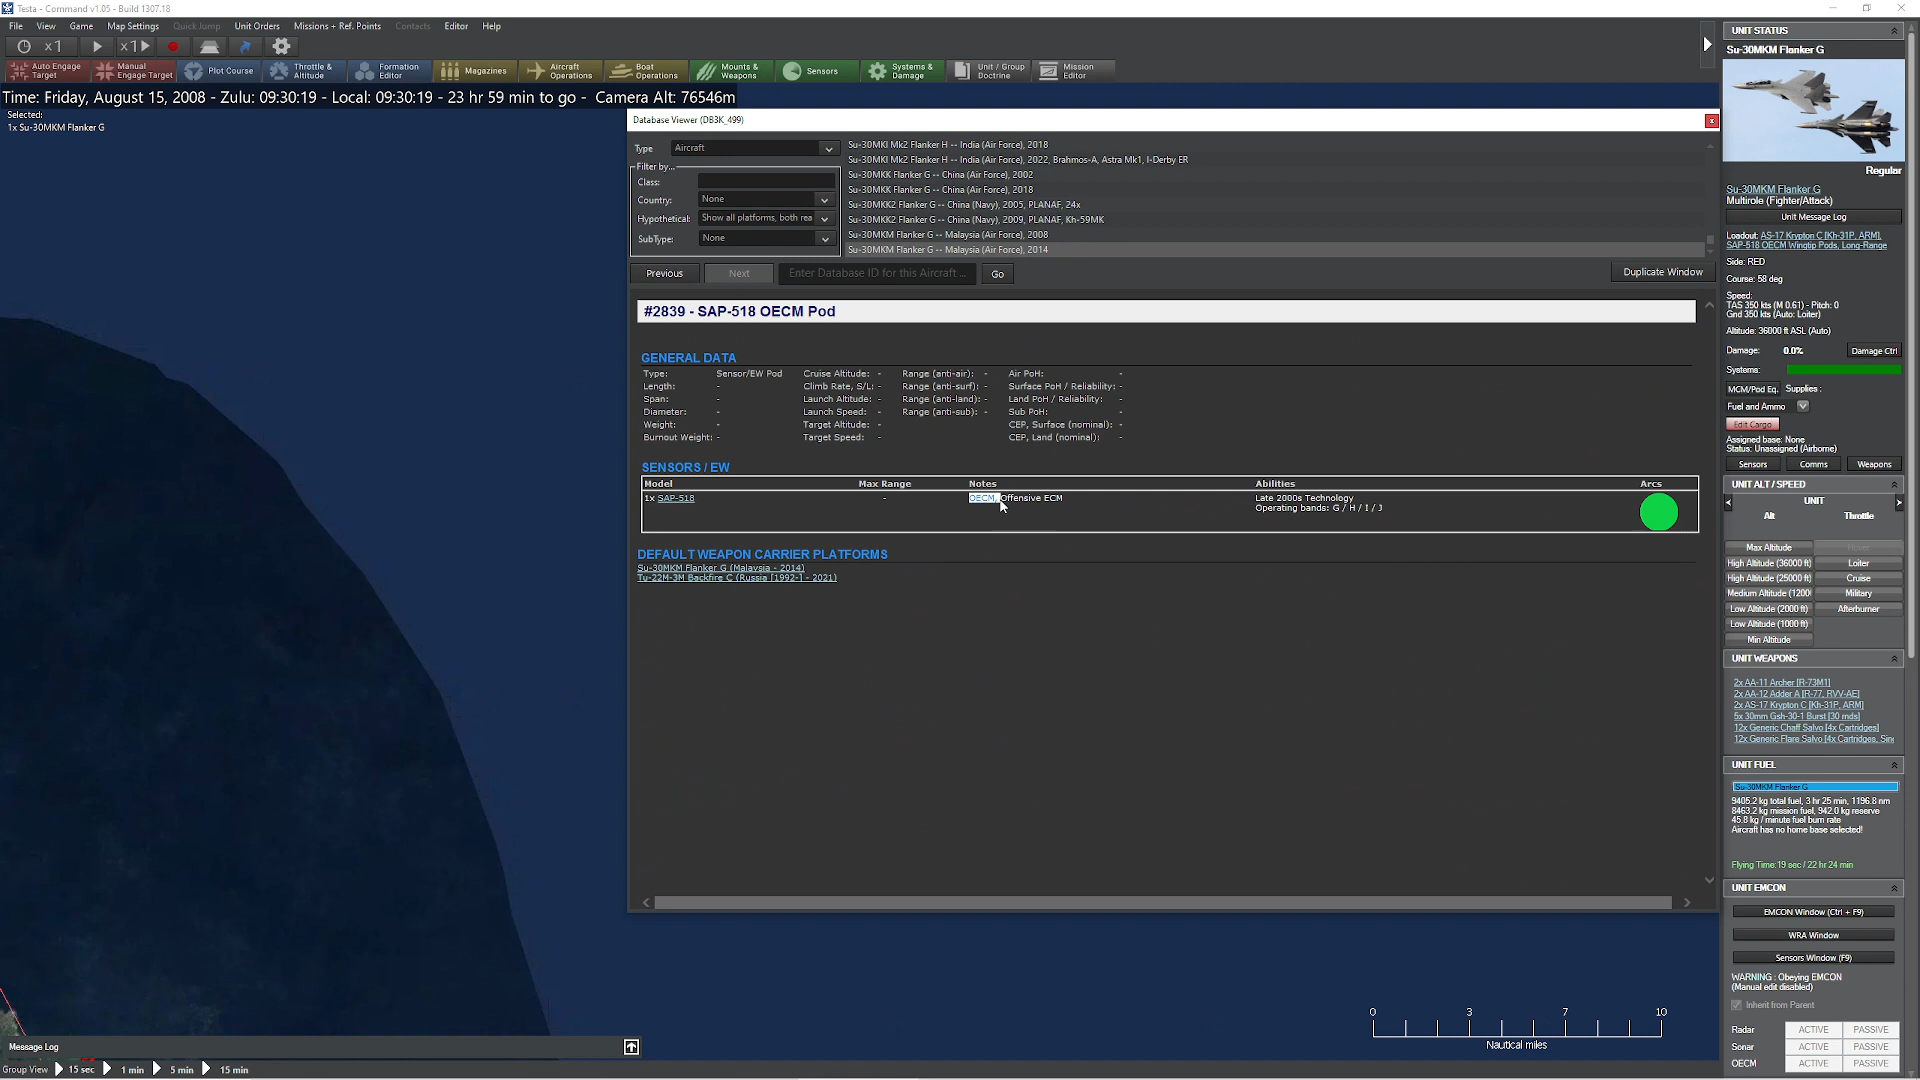 Testa - Command v1.05 - Build 1307.18
File View Game Map Settings Quick Jump Unit Orders Missions + Ref. Points Contacts Editor Help
x1 x1
Auto Engage Target Manual Engage Target Plot Course Throttle & Altitude Formation Editor Magazines Aircraft Operations Boat Operations Mounts & Weapons Sensors Systems & Damage Unit / Group Doctrine Mission Editor
Time: Friday, August 15, 2008 - Zulu: 09:30:19 - Local: 09:30:19 - 23 hr 59 min to go - Camera Alt: 76546m
Selected:
1x Su-30MKM Flanker G
Database Viewer (DB3K_499)
x
Type Aircraft
Filter by...
Class:
Country: None
Hypothetical: Show all platforms, both rea
SubType: None
Su-30MKI Mk2 Flanker H -- India (Air Force), 2018
Su-30MKI Mk2 Flanker H -- India (Air Force), 2022, Brahmos-A, Astra Mk1, I-Derby ER
Su-30MKK Flanker G -- China (Air Force), 2002
Su-30MKK Flanker G -- China (Air Force), 2018
Su-30MKK2 Flanker G -- China (Navy), 2005, PLANAF, 24x
Su-30MKK2 Flanker G -- China (Navy), 2009, PLANAF, Kh-59MK
Su-30MKM Flanker G -- Malaysia (Air Force), 2008
Su-30MKM Flanker G -- Malaysia (Air Force), 2014
Previous Next Enter Database ID for this Aircraft ... Go Duplicate Window
#2839 - SAP-518 OECM Pod
GENERAL DATA
Type: Sensor/EW Pod Cruise Altitude: - Range (anti-air): - Air PoH: -
Length: - Climb Rate, S/L: - Range (anti-surf): - Surface PoH / Reliability: -
Span: - Launch Altitude: - Range (anti-land): - Land PoH / Reliability: -
Diameter: - Launch Speed: - Range (anti-sub): - Sub PoH: -
Weight: - Target Altitude: - CEP, Surface (nominal): -
Burnout Weight: - Target Speed: - CEP, Land (nominal): -
SENSORS / EW
Model Max Range Notes Abilities Arcs
1x SAP-518 - OECM, Offensive ECM Late 2000s Technology
Operating bands: G / H / I / J
DEFAULT WEAPON CARRIER PLATFORMS
Su-30MKM Flanker G (Malaysia - 2014)
Tu-22M-3M Backfire C (Russia [1992-] - 2021)
0 3 7 10
Nautical miles
Message Log
Group View 15 sec 1 min 5 min 15 min
UNIT STATUS
Su-30MKM Flanker G
Regular
Su-30MKM Flanker G
Multirole (Fighter/Attack)
Unit Message Log
Loadout: AS-17 Krypton C [Kh-31P, ARM],
SAP-518 OECM Wingtip Pods, Long-Range
Side: RED
Course: 58 deg
Speed:
TAS 350 kts (M 0.61) - Pitch: 0
Gnd 350 kts (Auto: Loiter)
Altitude: 36000 ft ASL (Auto)
Damage: 0.0% Damage Ctrl
Systems:
MCM/Pod Eq. Supplies :
Fuel and Ammo
Edit Cargo
Assigned base: None
Status: Unassigned (Airborne)
Sensors Comms Weapons
UNIT ALT / SPEED
< UNIT >
Alt Throttle
Max Altitude
High Altitude (36000 ft) Loiter
High Altitude (25000 ft) Cruise
Medium Altitude (1200 Military
Low Altitude (2000 ft) Afterburner
Low Altitude (1000 ft)
Min Altitude
UNIT WEAPONS
2x AA-11 Archer [R-73M1]
2x AA-12 Adder A [R-77, RVV-AE]
2x AS-17 Krypton C [Kh-31P, ARM]
5x 30mm Gsh-30-1 Burst [30 rnds]
12x Generic Chaff Salvo [4x Cartridges]
12x Generic Flare Salvo [4x Cartridges, Sin
UNIT FUEL
Su-30MKM Flanker G
9405.2 kg total fuel, 3 hr 25 min, 1196.8 nm
8463.2 kg mission fuel, 942.0 kg reserve
45.8 kg / minute fuel burn rate
Aircraft has no home base selected!
Flying Time: 19 sec / 22 hr 24 min
UNIT EMCON
EMCON Window (Ctrl + F9)
WRA Window
Sensors Window (F9)
WARNING : Obeying EMCON
(Manual edit disabled)
Inherit from Parent
Radar ACTIVE PASSIVE
Sonar ACTIVE PASSIVE
OECM ACTIVE PASSIVE